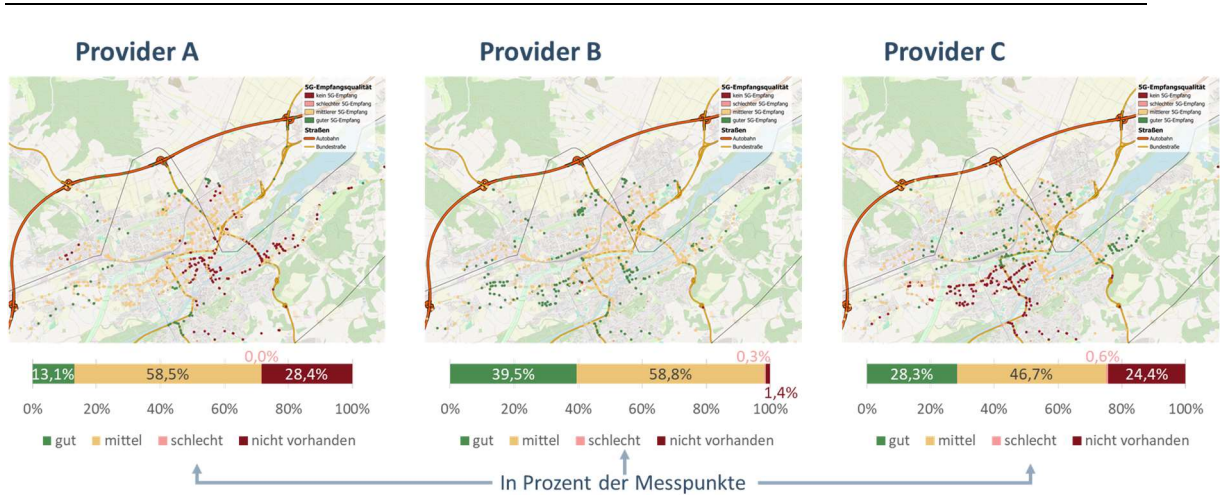 Provider A
Provider B
Provider C
5G-Empfangsqualität
kein 5G-Empfang
schlechter 5G-Empfang
mittlerer 5G-Empfang
guter 5G-Empfang
Straßen
Autobahn
Bundestraße
5G-Empfangsqualität
kein 5G-Empfang
schlechter 5G-Empfang
mittlerer 5G-Empfang
guter 5G-Empfang
Straßen
Autobahn
Bundestraße
5G-Empfangsqualität
kein 5G-Empfang
schlechter 5G-Empfang
mittlerer 5G-Empfang
guter 5G-Empfang
Straßen
Autobahn
Bundestraße
0,0%
13,1% 58,5% 28,4%
0% 20% 40% 60% 80% 100%
gut mittel schlecht nicht vorhanden
0,3%
39,5% 58,8%
1,4%
0% 20% 40% 60% 80% 100%
gut mittel schlecht nicht vorhanden
0,6%
28,3% 46,7% 24,4%
0% 20% 40% 60% 80% 100%
gut mittel schlecht nicht vorhanden
In Prozent der Messpunkte